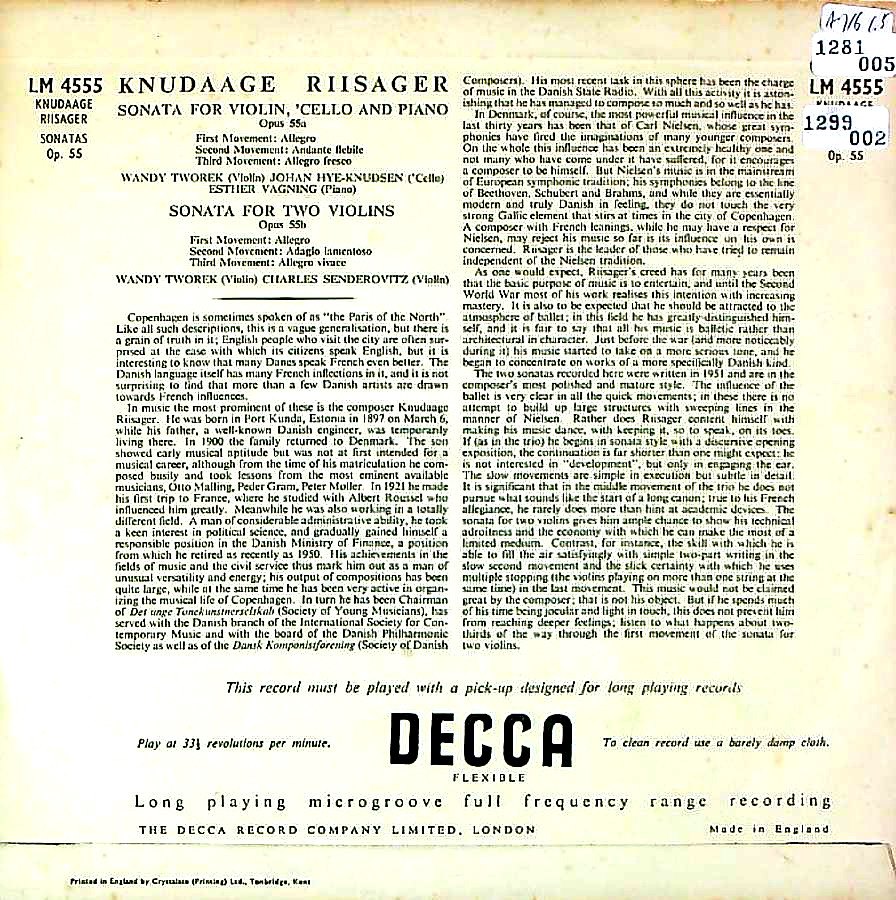 A716 1.5
1281
005
LM 4555
KNUDAAGE
RIISAGER
SONATAS
Op. 55
KNUDAAGE RIISAGER
SONATA FOR VIOLIN, 'CELLO AND PIANO
Opus 55a
First Movement: Allegro
Second Movement: Andante flebile
Third Movement: Allegro fresco
WANDY TWOREK (Violin) JOHAN HYE-KNUDSEN ('Cello)
ESTHER VAGNING (Piano)
SONATA FOR TWO VIOLINS
Opus 55b
First Movement: Allegro
Second Movement: Adagio lamentoso
Third Movement: Allegro vivace
WANDY TWOREK (Violin) CHARLES SENDEROVITZ (Violin)
Copenhagen is sometimes spoken of as "the Paris of the North".
Like all such descriptions, this is a vague generalisation, but there is
a grain of truth in it; English people who visit the city are often sur-
prised at the ease with which its citizens speak English, but it is
interesting to know that many Danes speak French even better. The
Danish language itself has many French inflections in it, and it is not
surprising to find that more than a few Danish artists are drawn
towards French influences.
In music the most prominent of these is the composer Knudaage
Riisager. He was born in Port Kunda, Estonia in 1897 on March 6,
while his father, a well-known Danish engineer, was temporarily
living there. In 1900 the family returned to Denmark. The son
showed early musical aptitude but was not at first intended for a
musical career, although from the time of his matriculation he com-
posed busily and took lessons from the most eminent available
musicians, Otto Malling, Peder Gram, Peter Moller. In 1921 he made
his first trip to France, where he studied with Albert Roussel who
influenced him greatly. Meanwhile he was also working in a totally
different field. A man of considerable administrative ability, he took
a keen interest in political science, and gradually gained himself a
responsible position in the Danish Ministry of Finance, a position
from which he retired as recently as 1950. His achievements in the
fields of music and the civil service thus mark him out as a man of
unusual versatility and energy; his output of compositions has been
quite large, while at the same time he has been very active in organ-
izing the musical life of Copenhagen. In turn he has been Chairman
of Der unge Tonekunstnerselskab (Society of Young Musicians), has
served with the Danish branch of the International Society for Con-
temporary Music and with the board of the Danish Philharmonic
Society as well as of the Dansk Komponistforening (Society of Danish
Composers). His most recent task in this sphere has been the charge
of music in the Danish State Radio. With all this activity it is aston-
ishing that he has managed to compose so much and so well as he has.
In Denmark, of course, the most powerful musical influence in the
last thirty years has been that of Carl Nielsen, whose great sym-
phonies have fired the imaginations of many younger composers.
On the whole this influence has been an extremely healthy one and
not many who have come under it have suffered, for it encourages
a composer to be himself. But Nielsen's music is in the mainstream
of European symphonic tradition; his symphonies belong to the line
of Beethoven, Schubert and Brahms, and while they are essentially
modern and truly Danish in feeling, they do not touch the very
strong Gallic element that stirs at times in the city of Copenhagen.
A composer with French leanings, while he may have a respect for
Nielsen, may reject his music so far as its influence on his own is
concerned. Riisager is the leader of those who have tried to remain
independent of the Nielsen tradition.
As one would expect, Riisager's creed has for many years been
that the basic purpose of music is to entertain, and until the Second
World War most of his work realises this intention with increasing
mastery. It is also to be expected that he should be attracted to the
atmosphere of ballet; in this field he has greatly distinguished him-
self, and it is fair to say that all his music is balletic rather than
architectural in character. Just before the war (and more noticeably
during it) his music started to take on a more serious tone, and he
began to concentrate on works of a more specifically Danish kind.
The two sonatas recorded here were written in 1951 and are in the
composer's most polished and mature style. The influence of the
ballet is very clear in all the quick movements; in these there is no
attempt to build up large structures with sweeping lines in the
manner of Nielsen. Rather does Riisager content himself with
making his music dance, with keeping it, so to speak, on its toes.
If (as in the trio) he begins in sonata style with a discursive opening
exposition, the continuation is far shorter than one might expect; he
is not interested in "development", but only in engaging the ear.
The slow movements are simple in execution but subtle in detail.
It is significant that in the middle movement of the trio he does not
pursue what sounds like the start of a long canon; true to his French
allegiance, he rarely does more than hint at academic devices. The
sonata for two violins gives him ample chance to show his technical
adroitness and the economy with which he can make the most of a
limited medium. Contrast, for instance, the skill with which he is
able to fill the air satisfyingly with simple two-part writing in the
slow second movement and the slick certainty with which he uses
multiple stopping (the violins playing on more than one string at the
same time) in the last movement. This music would not be claimed
great by the composer; that is not his object. But if he spends much
of his time being jocular and light in touch, this does not prevent him
from reaching deeper feelings; listen to what happens about two-
thirds of the way through the first movement of the sonata for
two violins.
LM 4555
KNUDAAGE
1299
002
Op. 55
This record must be played with a pick-up designed for long playing records
Play at 33⅓ revolutions per minute.
DECCA
FLEXIBLE
To clean record use a barely damp cloth.
Long playing microgroove full frequency range recording
THE DECCA RECORD COMPANY LIMITED, LONDON
Made in England
Printed in England by Crystalate (Printing) Ltd., Tonbridge, Kent